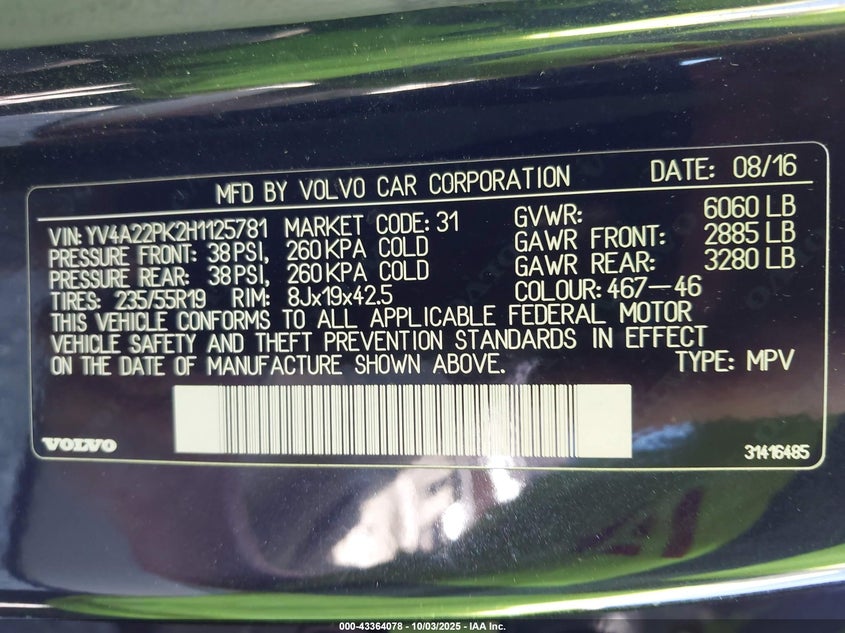 MFD BY VOLVO CAR CORPORATION DATE: 08/16
VIN: YV4A22PK2H1125781 MARKET CODE: 31 GVWR: 6060 LB
PRESSURE FRONT: 38 PSI, 260 KPA COLD GAWR FRONT: 2885 LB
PRESSURE REAR: 38 PSI, 260 KPA COLD GAWR REAR: 3280 LB
TIRES: 235/55R19 RIM: 8Jx19x42.5 COLOUR: 467-46
THIS VEHICLE CONFORMS TO ALL APPLICABLE FEDERAL MOTOR
VEHICLE SAFETY AND THEFT PREVENTION STANDARDS IN EFFECT
ON THE DATE OF MANUFACTURE SHOWN ABOVE. TYPE: MPV
VOLVO 31416485
000-43364078 - 10/03/2025 - IAA Inc.